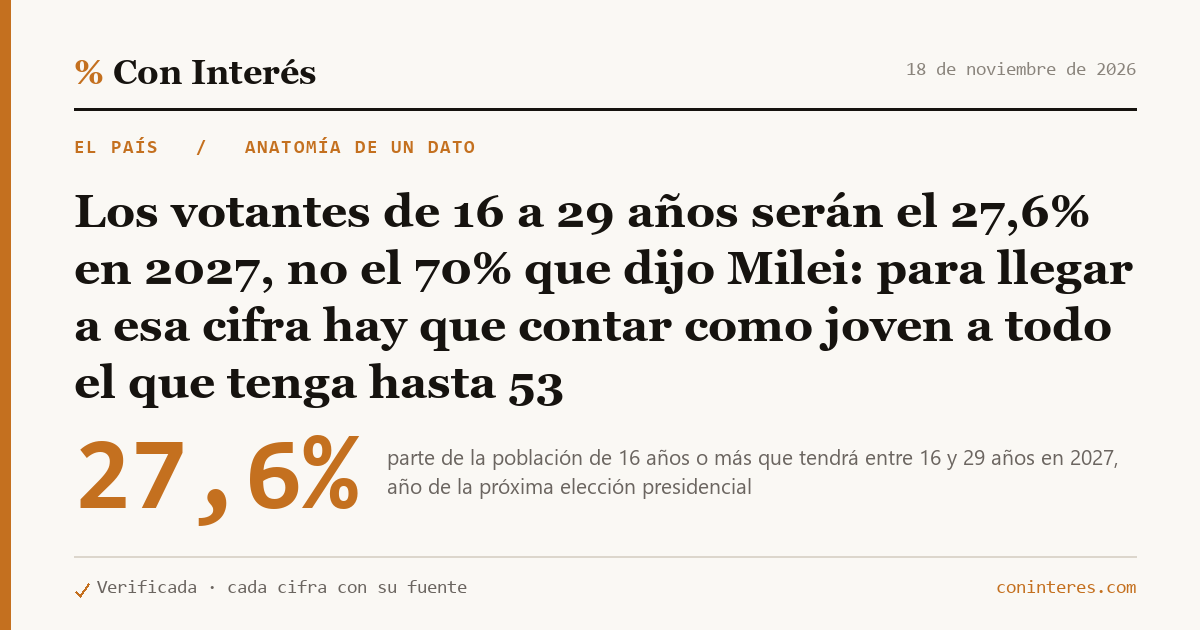 % Con Interés
18 de noviembre de 2026
EL PAÍS / ANATOMÍA DE UN DATO
Los votantes de 16 a 29 años serán el 27,6%
en 2027, no el 70% que dijo Milei: para llegar
a esa cifra hay que contar como joven a todo
el que tenga hasta 53
27,6%
parte de la población de 16 años o más que tendrá entre 16 y 29 años en 2027,
año de la próxima elección presidencial
Verificada · cada cifra con su fuente
coninteres.com